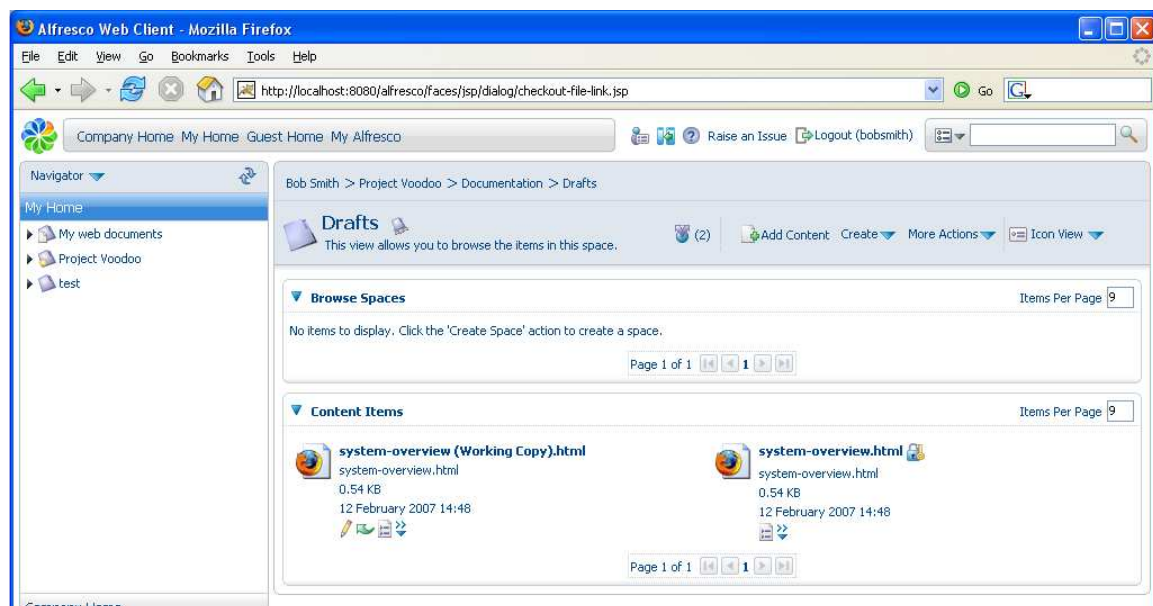 Alfresco Web Client - Mozilla Firefox
File Edit View Go Bookmarks Tools Help
http://localhost:8080/alfresco/faces/jsp/dialog/checkout-file-link.jsp Go G
Company Home My Home Guest Home My Alfresco Raise an Issue Logout (bobsmith)
Navigator
My Home
My web documents
Project Voodoo
test
Company Home
Bob Smith > Project Voodoo > Documentation > Drafts
Drafts
This view allows you to browse the items in this space.
(2) Add Content Create More Actions Icon View
Browse Spaces Items Per Page 9
No items to display. Click the 'Create Space' action to create a space.
Page 1 of 1 1
Content Items Items Per Page 9
system-overview (Working Copy).html
system-overview.html
0.54 KB
12 February 2007 14:48
system-overview.html
system-overview.html
0.54 KB
12 February 2007 14:48
Page 1 of 1 1